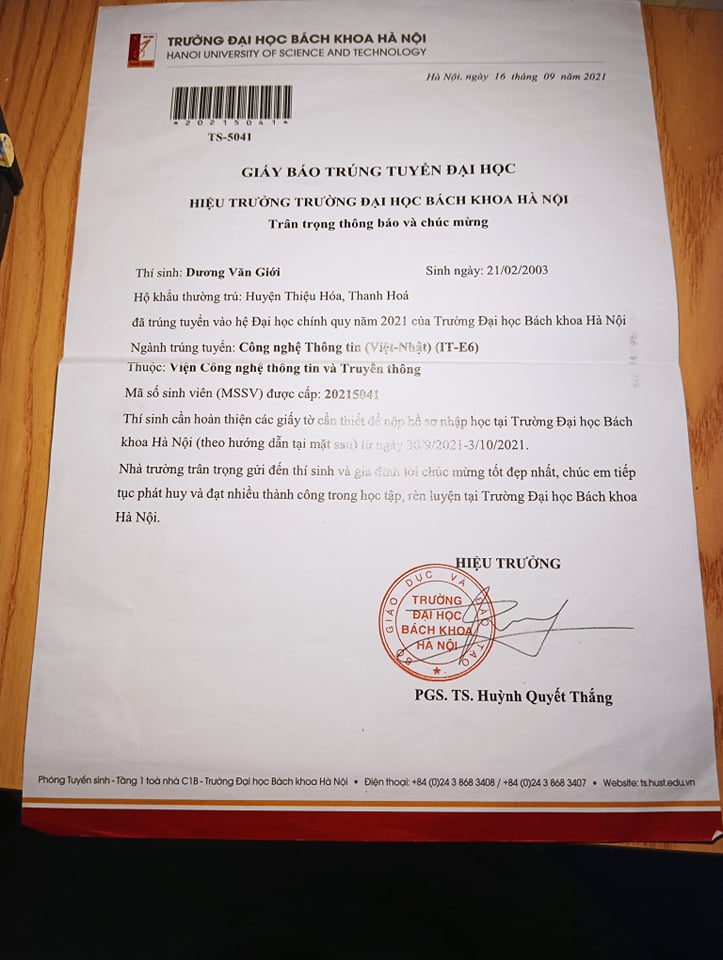 TRƯỜNG ĐẠI HỌC BÁCH KHOA HÀ NỘI
HANOI UNIVERSITY OF SCIENCE AND TECHNOLOGY
Hà Nội, ngày 16 tháng 09 năm 2021
*20215041*
TS-5041
GIẤY BÁO TRÚNG TUYỂN ĐẠI HỌC
HIỆU TRƯỞNG TRƯỜNG ĐẠI HỌC BÁCH KHOA HÀ NỘI
Trân trọng thông báo và chúc mừng
Thí sinh: Dương Văn Giới Sinh ngày: 21/02/2003
Hộ khẩu thường trú: Huyện Thiệu Hóa, Thanh Hoá
đã trúng tuyển vào hệ Đại học chính quy năm 2021 của Trường Đại học Bách khoa Hà Nội
Ngành trúng tuyển: Công nghệ Thông tin (Việt-Nhật) (IT-E6)
Thuộc: Viện Công nghệ thông tin và Truyền thông
Mã số sinh viên (MSSV) được cấp: 20215041
Thí sinh cần hoàn thiện các giấy tờ cần thiết để nộp hồ sơ nhập học tại Trường Đại học Bách
khoa Hà Nội (theo hướng dẫn tại mặt sau) từ ngày 30/9/2021-3/10/2021.
Nhà trường trân trọng gửi đến thí sinh và gia đình lời chúc mừng tốt đẹp nhất, chúc em tiếp
tục phát huy và đạt nhiều thành công trong học tập, rèn luyện tại Trường Đại học Bách khoa
Hà Nội.
HIỆU TRƯỞNG
BỘ GIÁO DỤC VÀ ĐÀO TẠO
TRƯỜNG
ĐẠI HỌC
BÁCH KHOA
HÀ NỘI
PGS. TS. Huỳnh Quyết Thắng
Phòng Tuyển sinh - Tầng 1 toà nhà C1B - Trường Đại học Bách khoa Hà Nội • Điện thoại: +84 (0)24 3 868 3408 / +84 (0)24 3 868 3407 • Website: ts.hust.edu.vn